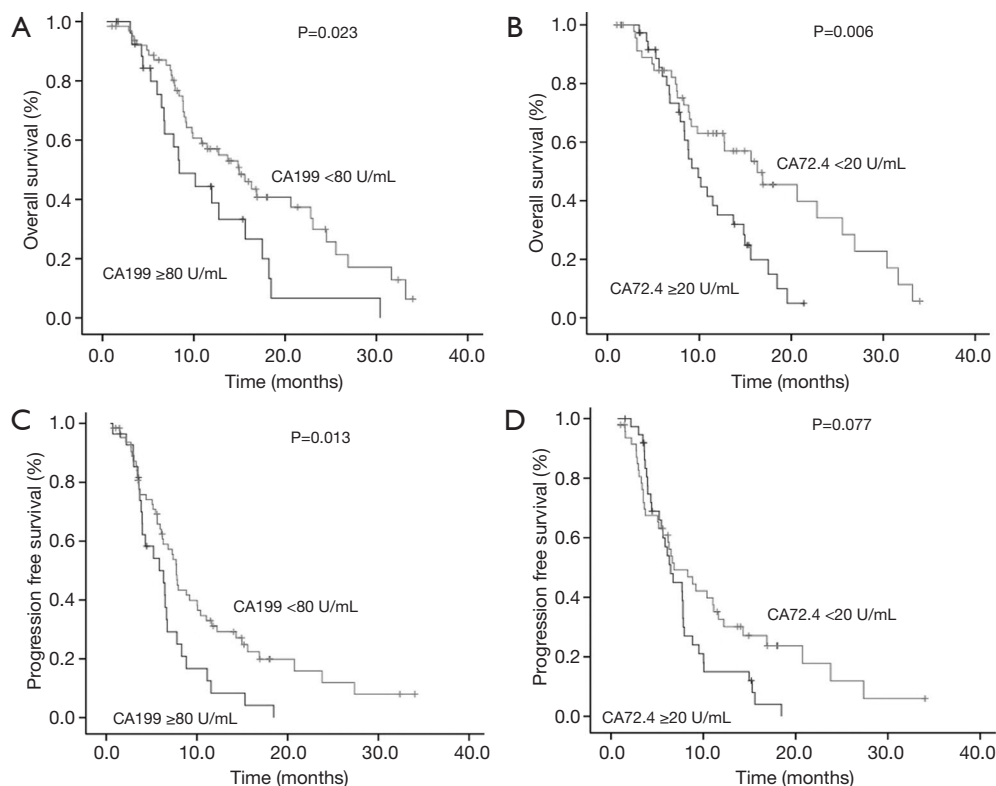 A
P=0.023
Overall survival (%)
1.0
0.8
0.6
0.4
0.2
0.0
CA199 <80 U/mL
CA199 ≥80 U/mL
0.0 10.0 20.0 30.0 40.0
Time (months)
B
P=0.006
Overall survival (%)
1.0
0.8
0.6
0.4
0.2
0.0
CA72.4 <20 U/mL
CA72.4 ≥20 U/mL
0.0 10.0 20.0 30.0 40.0
Time (months)
C
P=0.013
Progression free survival (%)
1.0
0.8
0.6
0.4
0.2
0.0
CA199 <80 U/mL
CA199 ≥80 U/mL
0.0 10.0 20.0 30.0 40.0
Time (months)
D
P=0.077
Progression free survival (%)
1.0
0.8
0.6
0.4
0.2
0.0
CA72.4 <20 U/mL
CA72.4 ≥20 U/mL
0.0 10.0 20.0 30.0 40.0
Time (months)